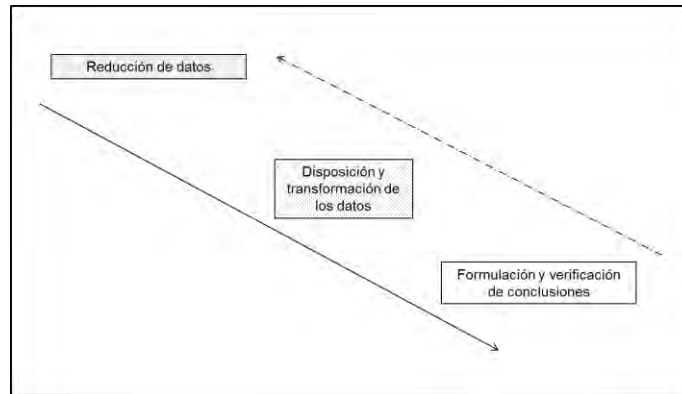 Reducción de datos
Disposición y
transformación de
los datos
Formulación y verificación
de conclusiones